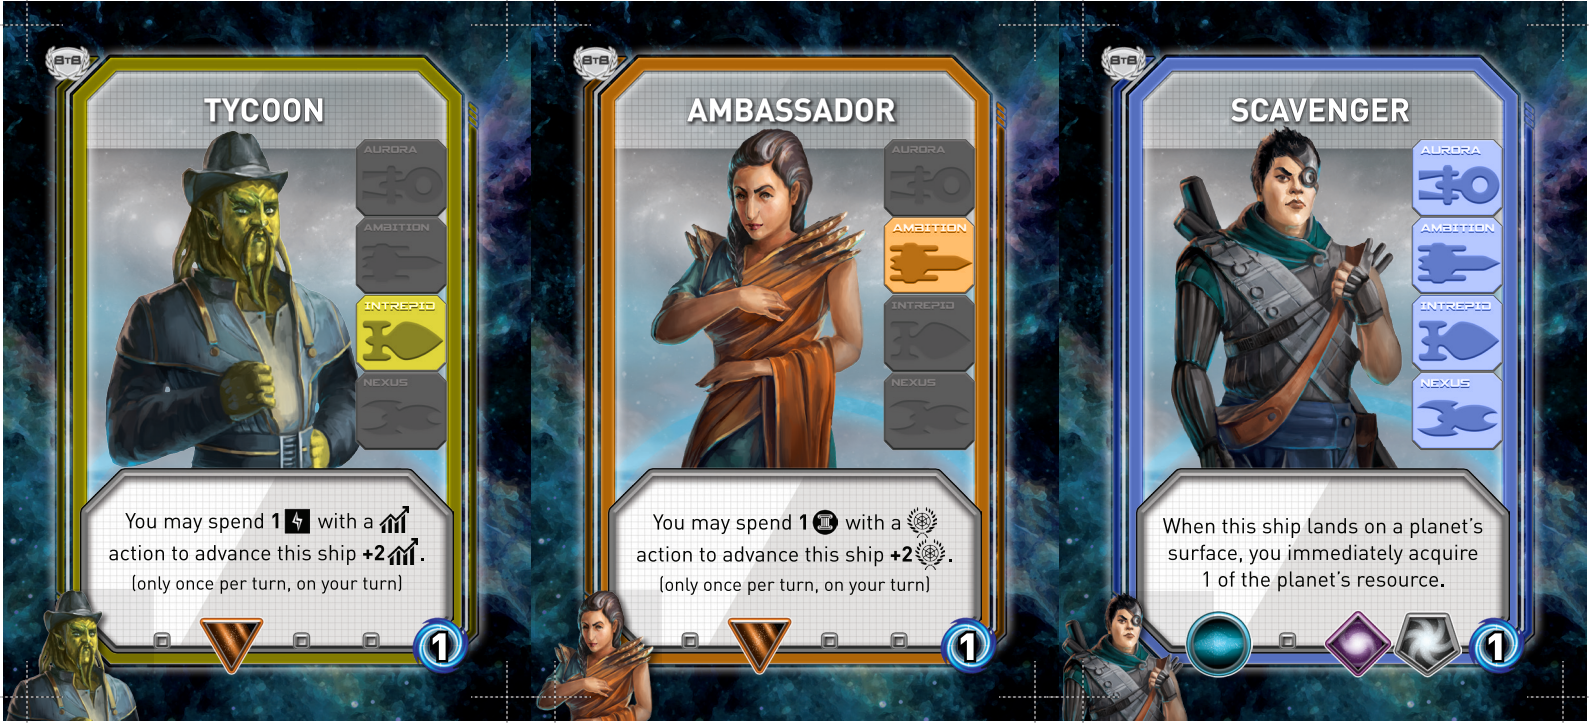 BTB
TYCOON
AURORA
AMBITION
INTREPID
NEXUS
You may spend 1 with a
action to advance this ship +2 .
(only once per turn, on your turn)
1
BTB
AMBASSADOR
AURORA
AMBITION
INTREPID
NEXUS
You may spend 1 with a
action to advance this ship +2 .
(only once per turn, on your turn)
1
BTB
SCAVENGER
AURORA
AMBITION
INTREPID
NEXUS
When this ship lands on a planet's
surface, you immediately acquire
1 of the planet's resource.
1